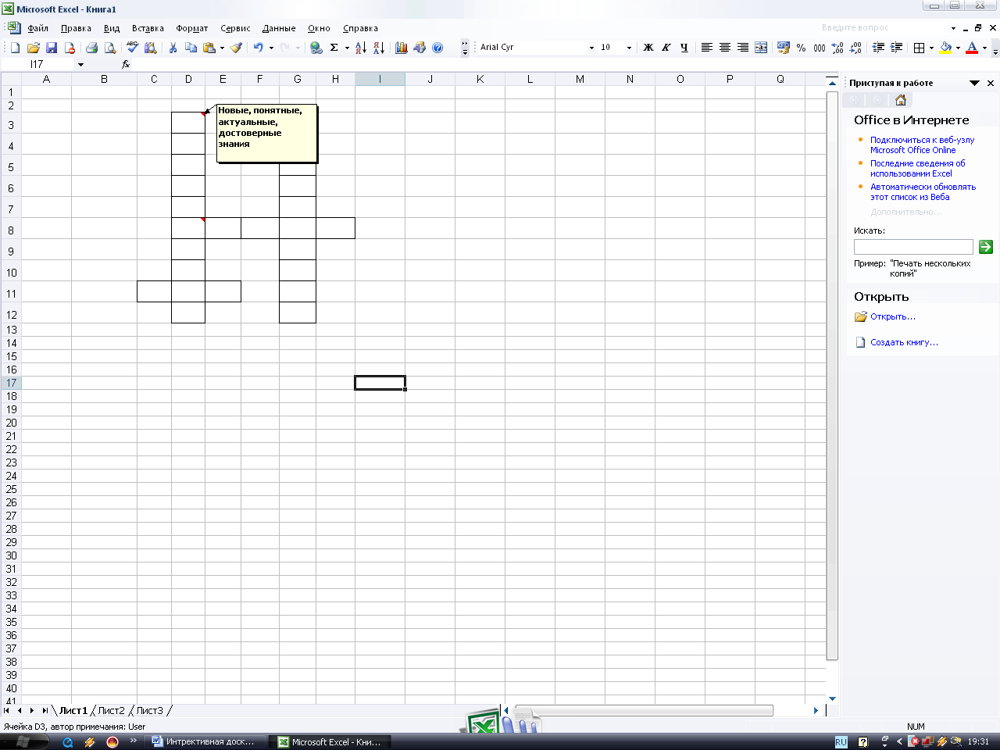 Microsoft Excel - Книга1
Файл Правка Вид Вставка Формат Сервис Данные Окно Справка
Введите вопрос
Arial Cyr 10 Ж К Ч % 000
I17 fx
A B C D E F G H I J K L M N O P Q
1
2
3
4
5
6
7
8
9
10
11
12
13
14
15
16
17
18
19
20
21
22
23
24
25
26
27
28
29
30
31
32
33
34
35
36
37
38
39
40
41
Новые, понятные,
актуальные,
достоверные
знания
Приступая к работе
Office в Интернете
Подключиться к веб-узлу
Microsoft Office Online
Последние сведения об
использовании Excel
Автоматически обновлять
этот список из Веба
Дополнительно...
Искать:
Пример: "Печать нескольких
копий"
Открыть
Открыть...
Создать книгу...
Лист1 Лист2 Лист3
Ячейка D3, автор примечания: User
NUM
Интрективная доск... Microsoft Excel - Кни... RU 19:31